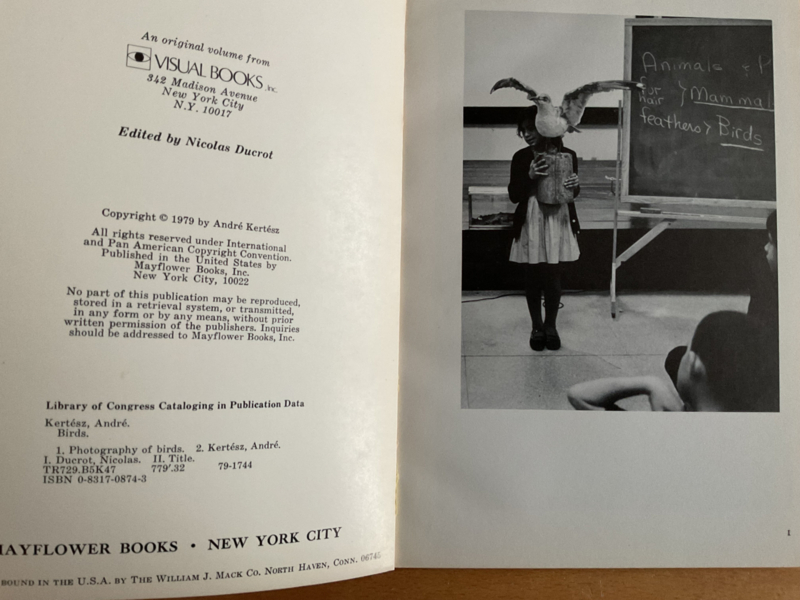 An original volume from
VISUAL BOOKS Inc.
342 Madison Avenue
New York City
N.Y. 10017
Edited by Nicolas Ducrot
Copyright © 1979 by André Kertész
All rights reserved under International
and Pan American Copyright Convention.
Published in the United States by
Mayflower Books, Inc.
New York City, 10022
No part of this publication may be reproduced,
stored in a retrieval system, or transmitted,
in any form or by any means, without prior
written permission of the publishers. Inquiries
should be addressed to Mayflower Books, Inc.
Library of Congress Cataloging in Publication Data
Kertész, André.
Birds.
1. Photography of birds. 2. Kertész, André.
I. Ducrot, Nicolas. II. Title.
TR729.B5K47 779'.32 79-1744
ISBN 0-8317-0874-3
MAYFLOWER BOOKS • NEW YORK CITY
BOUND IN THE U.S.A. BY THE WILLIAM J. MACK CO. NORTH HAVEN, CONN.
Animals
fur
hair } Mammal
feathers > Birds
1